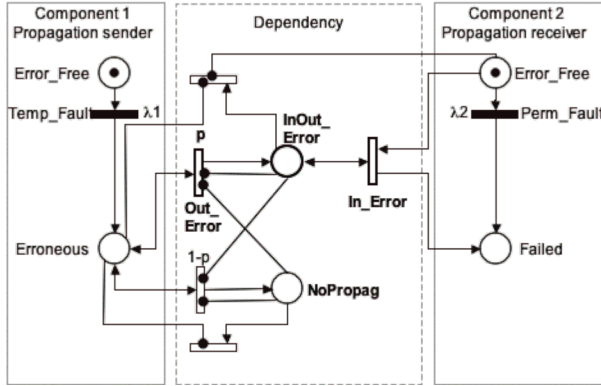 Component 1
Propagation sender
Dependency
Component 2
Propagation receiver
Error_Free
Error_Free
Temp_Fault
λ1
p
InOut_
Error
λ2
Perm_Fault
Out_
Error
In_Error
Erroneous
1-p
Failed
NoPropag